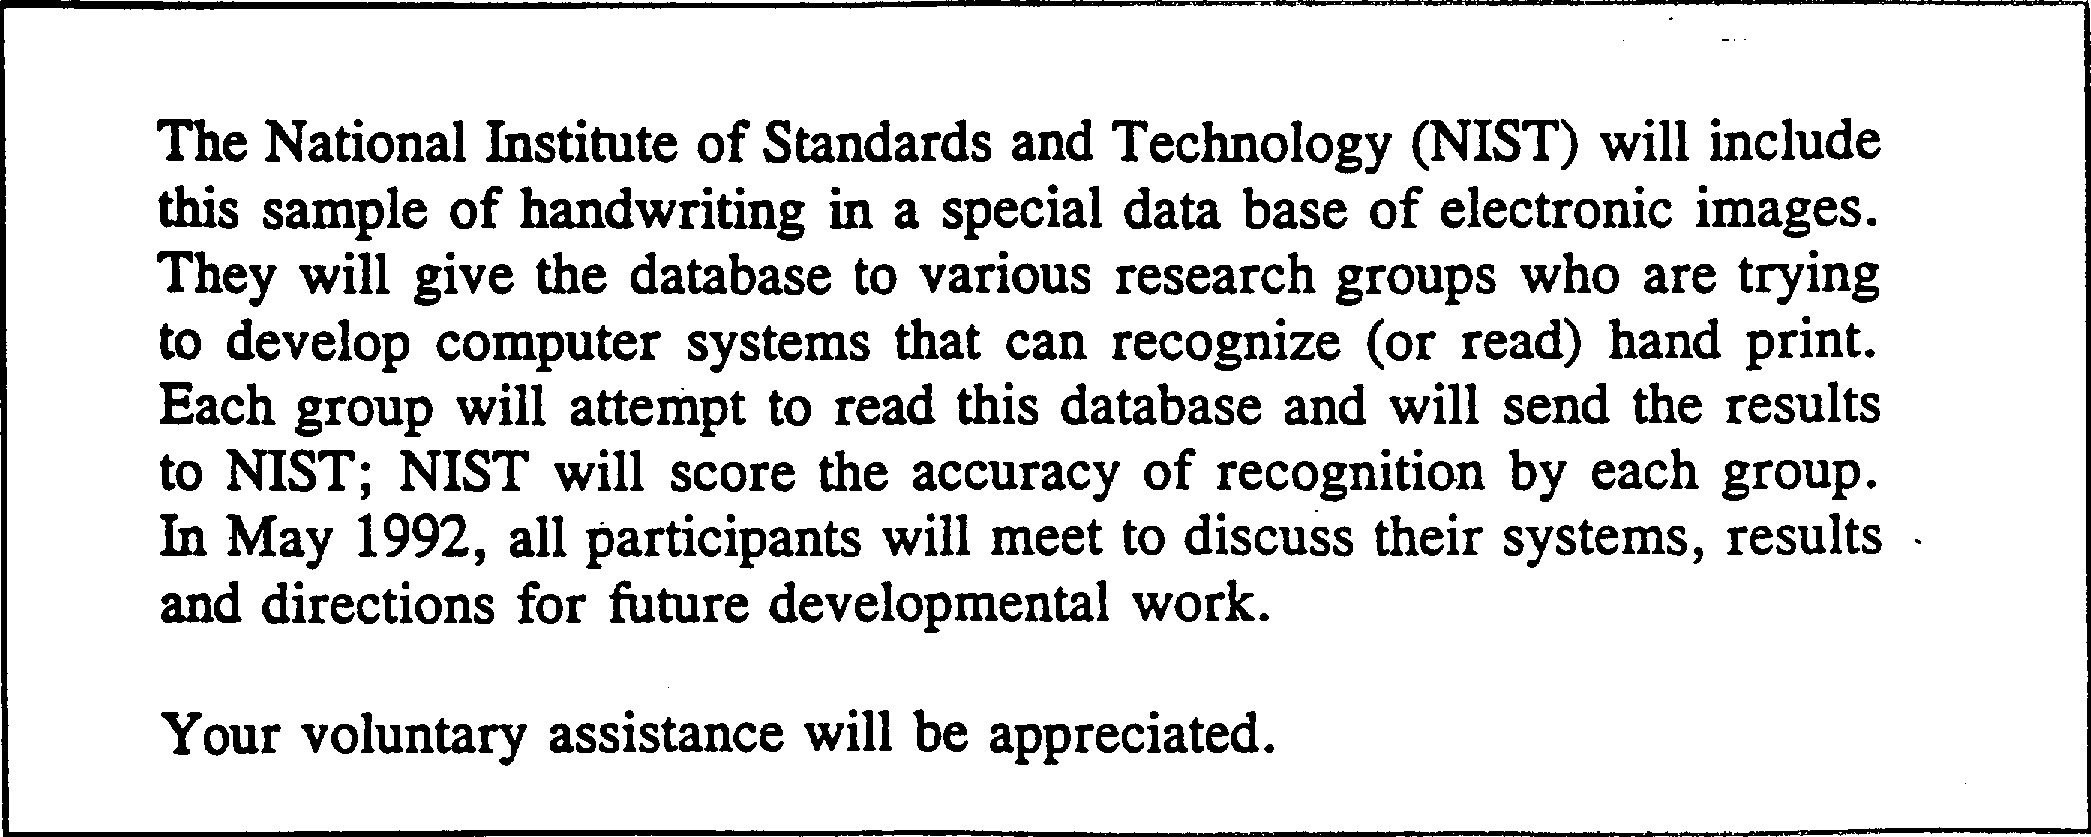 The National Institute of Standards and Technology (NIST) will include
this sample of handwriting in a special data base of electronic images.
They will give the database to various research groups who are trying
to develop computer systems that can recognize (or read) hand print.
Each group will attempt to read this database and will send the results
to NIST; NIST will score the accuracy of recognition by each group.
In May 1992, all participants will meet to discuss their systems, results
and directions for future developmental work.
Your voluntary assistance will be appreciated.